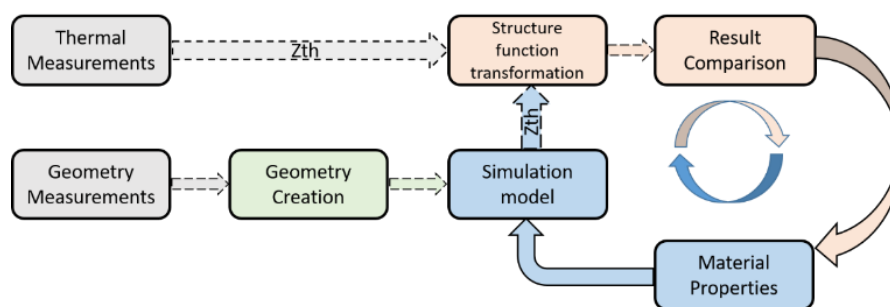 Thermal
Measurements
Zth
Structure
function
transformation
Result
Comparison
Zth
Geometry
Measurements
Geometry
Creation
Simulation
model
Material
Properties